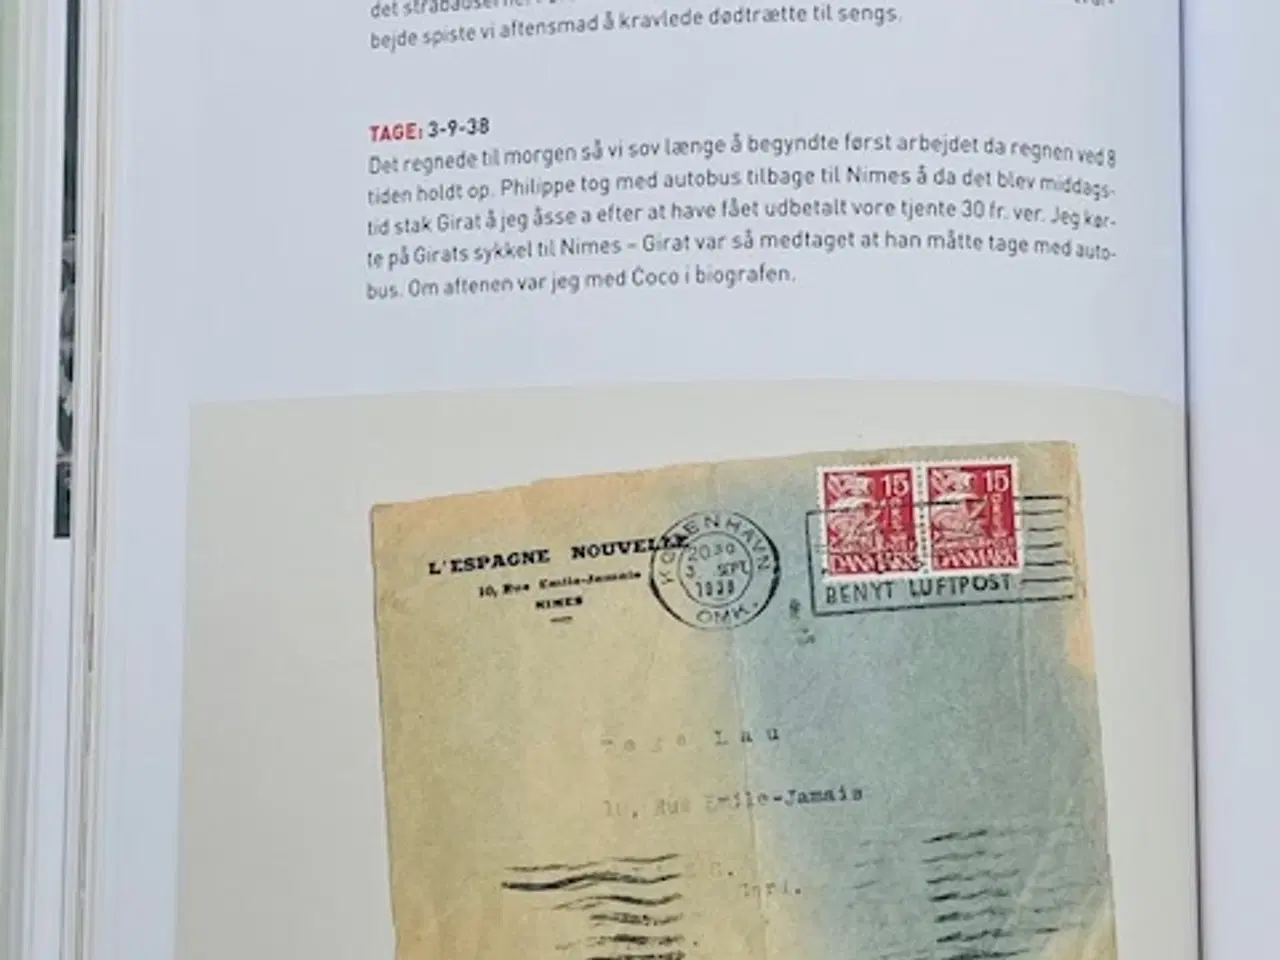 bejde spiste vi aftensmad å kravlede dødtrætte til sengs.
TAGE: 3-9-38
Det regnede til morgen så vi sov længe å begyndte først arbejdet da regnen ved 8
tiden holdt op. Philippe tog med autobus tilbage til Nimes å da det blev middags-
tid stak Girat å jeg åsse a efter at have fået udbetalt vore tjente 30 fr. ver. Jeg kør-
te på Girats sykkel til Nimes – Girat var så medtaget at han måtte tage med auto-
bus. Om aftenen var jeg med Coco i biografen.
L'ESPAGNE NOUVELLE
10, Rue Emile-Jamais
NIMES
KØBENHAVN
2030
3. SEPT.
1938
OMK.
15 15
DANMARK DANMARK
BENYT LUFTPOST
Lau
10, Rue Emile-Jamais